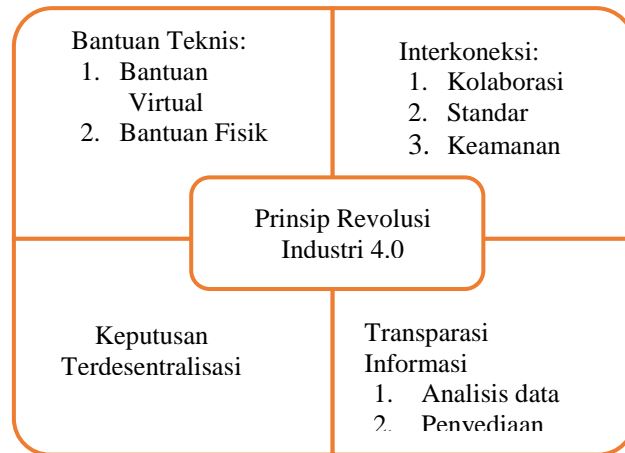 Bantuan Teknis:
1. Bantuan
Virtual
2. Bantuan Fisik
Interkoneksi:
1. Kolaborasi
2. Standar
3. Keamanan
Prinsip Revolusi
Industri 4.0
Keputusan
Terdesentralisasi
Transparasi
Informasi
1. Analisis data
2. Penyediaan